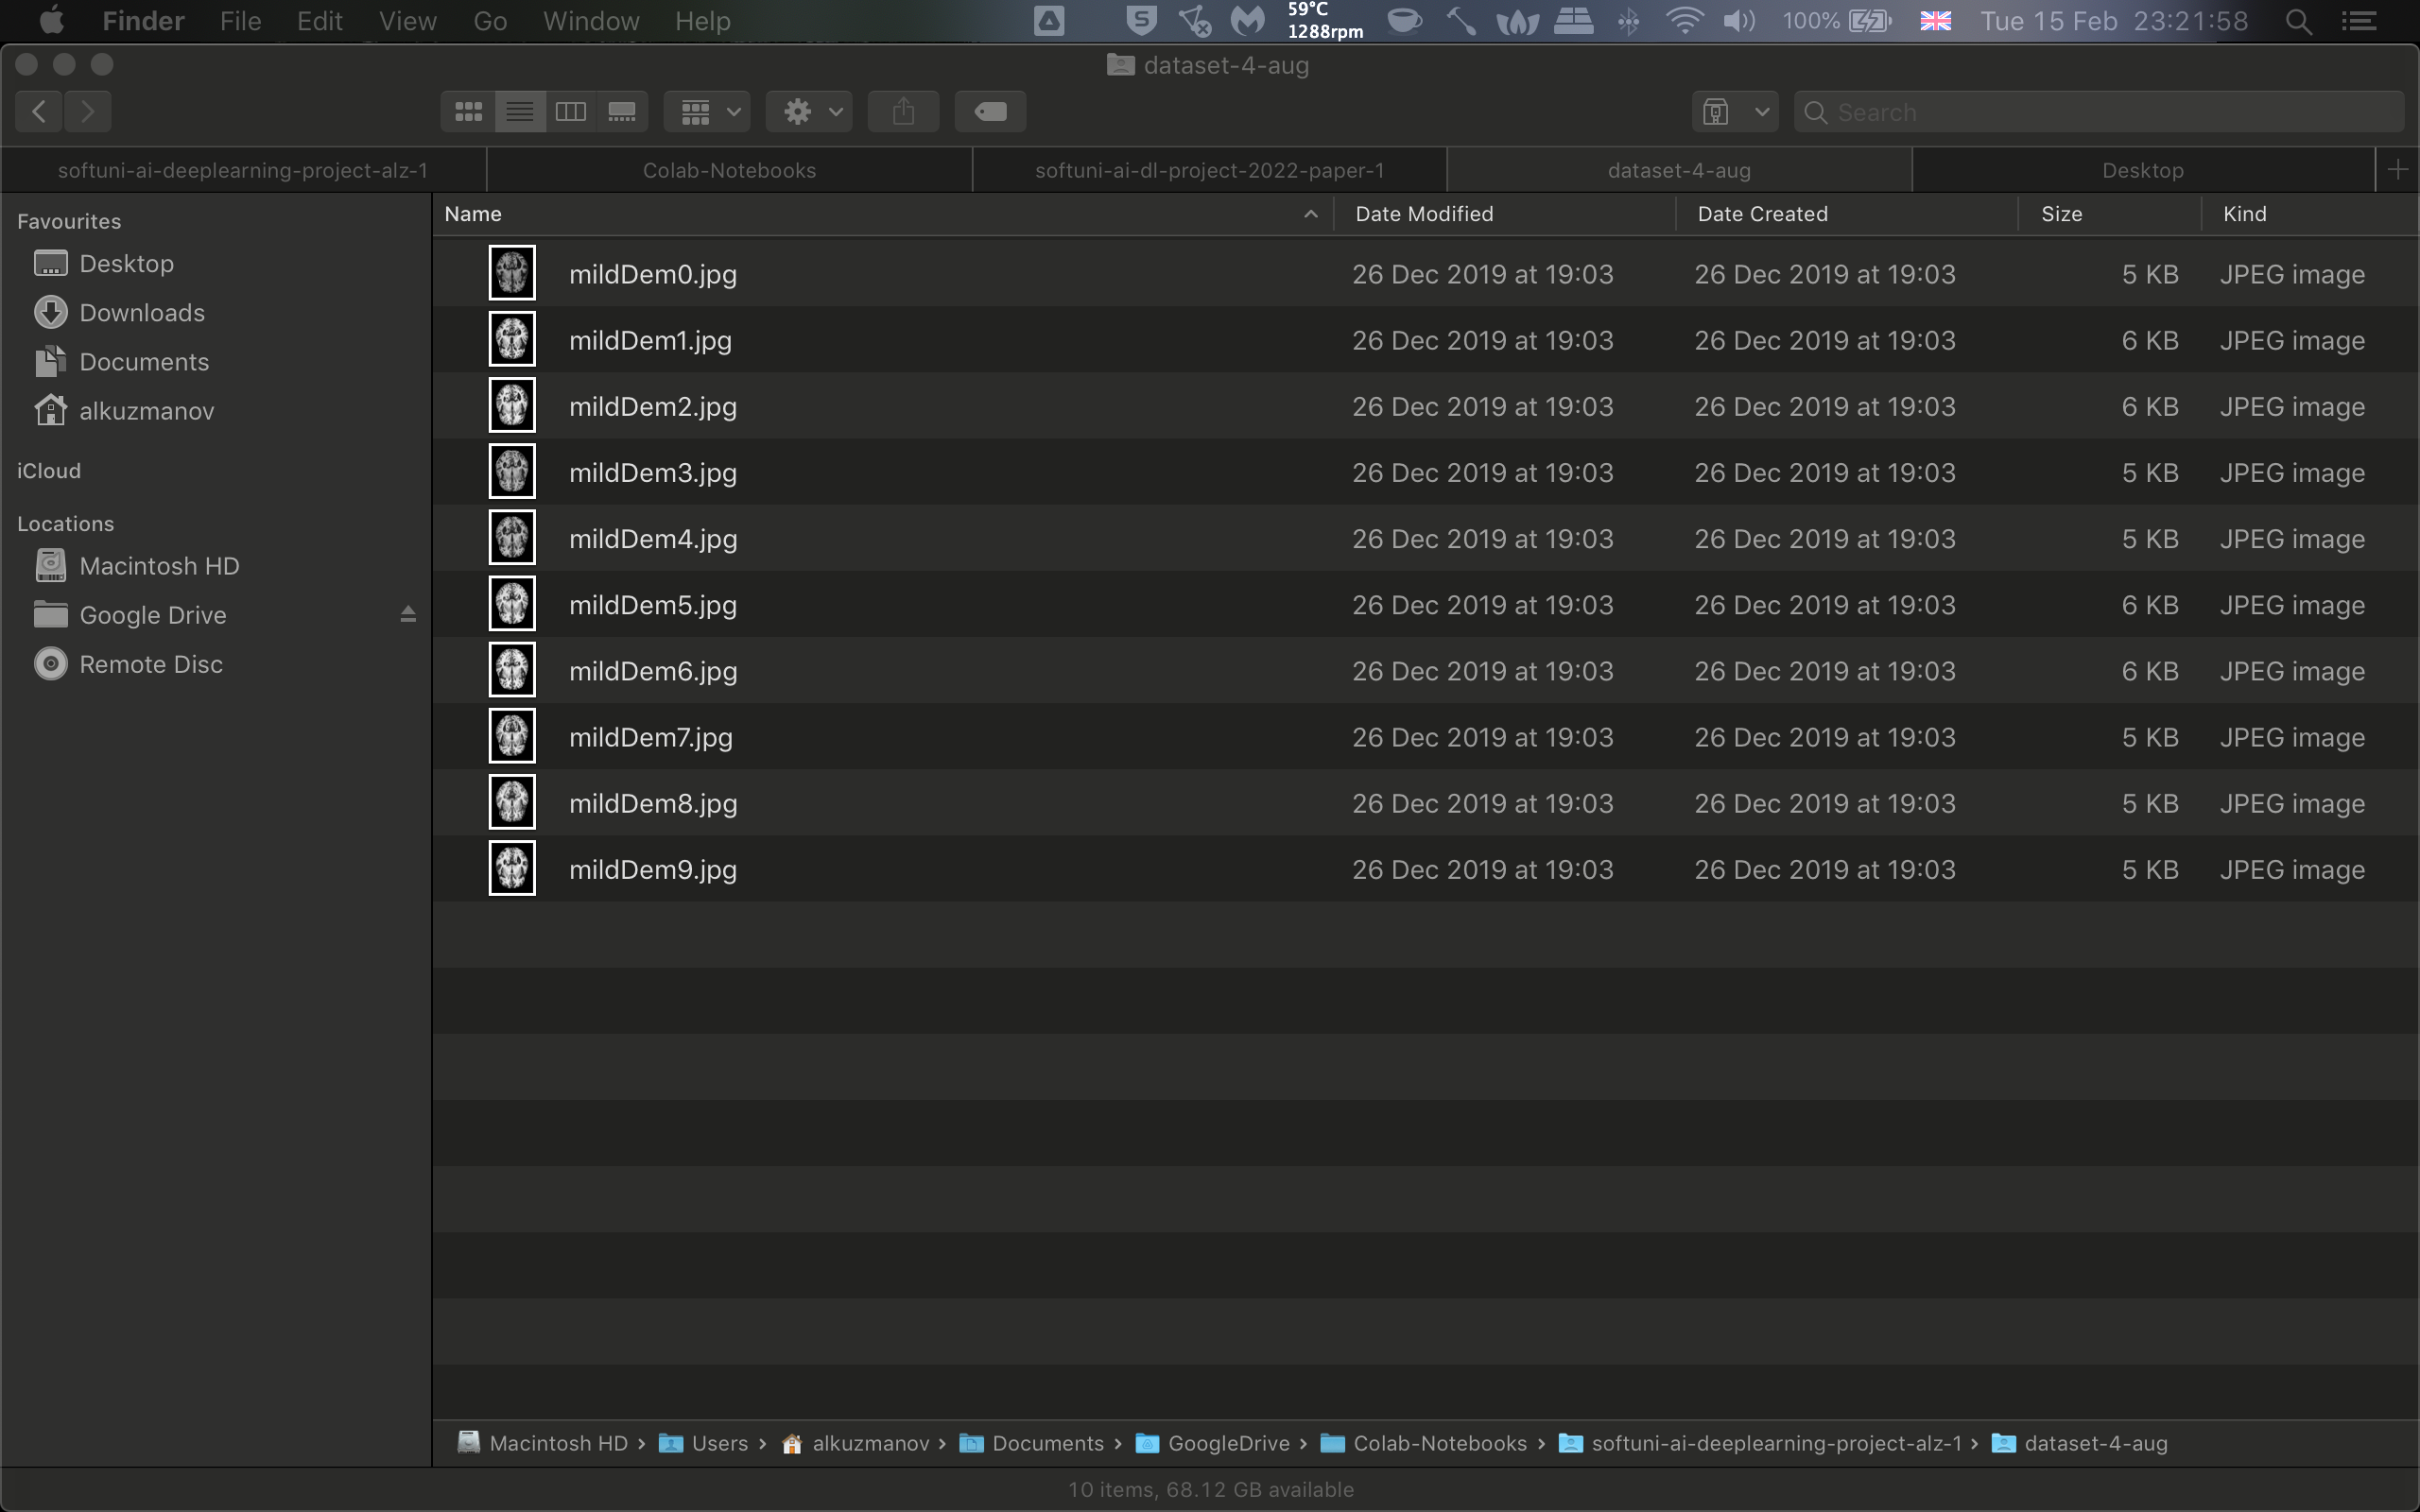 Finder File Edit View Go Window Help 59°C 100% Tue 15 Feb 23:21:58
1288rpm
dataset-4-aug
Search
softuni-ai-deeplearning-project-alz-1 Colab-Notebooks softuni-ai-dl-project-2022-paper-1 dataset-4-aug Desktop
Favourites
Desktop
Downloads
Documents
alkuzmanov
iCloud
Locations
Macintosh HD
Google Drive
Remote Disc
Name Date Modified Date Created Size Kind
mildDem0.jpg 26 Dec 2019 at 19:03 26 Dec 2019 at 19:03 5 KB JPEG image
mildDem1.jpg 26 Dec 2019 at 19:03 26 Dec 2019 at 19:03 6 KB JPEG image
mildDem2.jpg 26 Dec 2019 at 19:03 26 Dec 2019 at 19:03 6 KB JPEG image
mildDem3.jpg 26 Dec 2019 at 19:03 26 Dec 2019 at 19:03 5 KB JPEG image
mildDem4.jpg 26 Dec 2019 at 19:03 26 Dec 2019 at 19:03 5 KB JPEG image
mildDem5.jpg 26 Dec 2019 at 19:03 26 Dec 2019 at 19:03 6 KB JPEG image
mildDem6.jpg 26 Dec 2019 at 19:03 26 Dec 2019 at 19:03 6 KB JPEG image
mildDem7.jpg 26 Dec 2019 at 19:03 26 Dec 2019 at 19:03 5 KB JPEG image
mildDem8.jpg 26 Dec 2019 at 19:03 26 Dec 2019 at 19:03 5 KB JPEG image
mildDem9.jpg 26 Dec 2019 at 19:03 26 Dec 2019 at 19:03 5 KB JPEG image
Macintosh HD › Users › alkuzmanov › Documents › GoogleDrive › Colab-Notebooks › softuni-ai-deeplearning-project-alz-1 › dataset-4-aug
10 items, 68.12 GB available